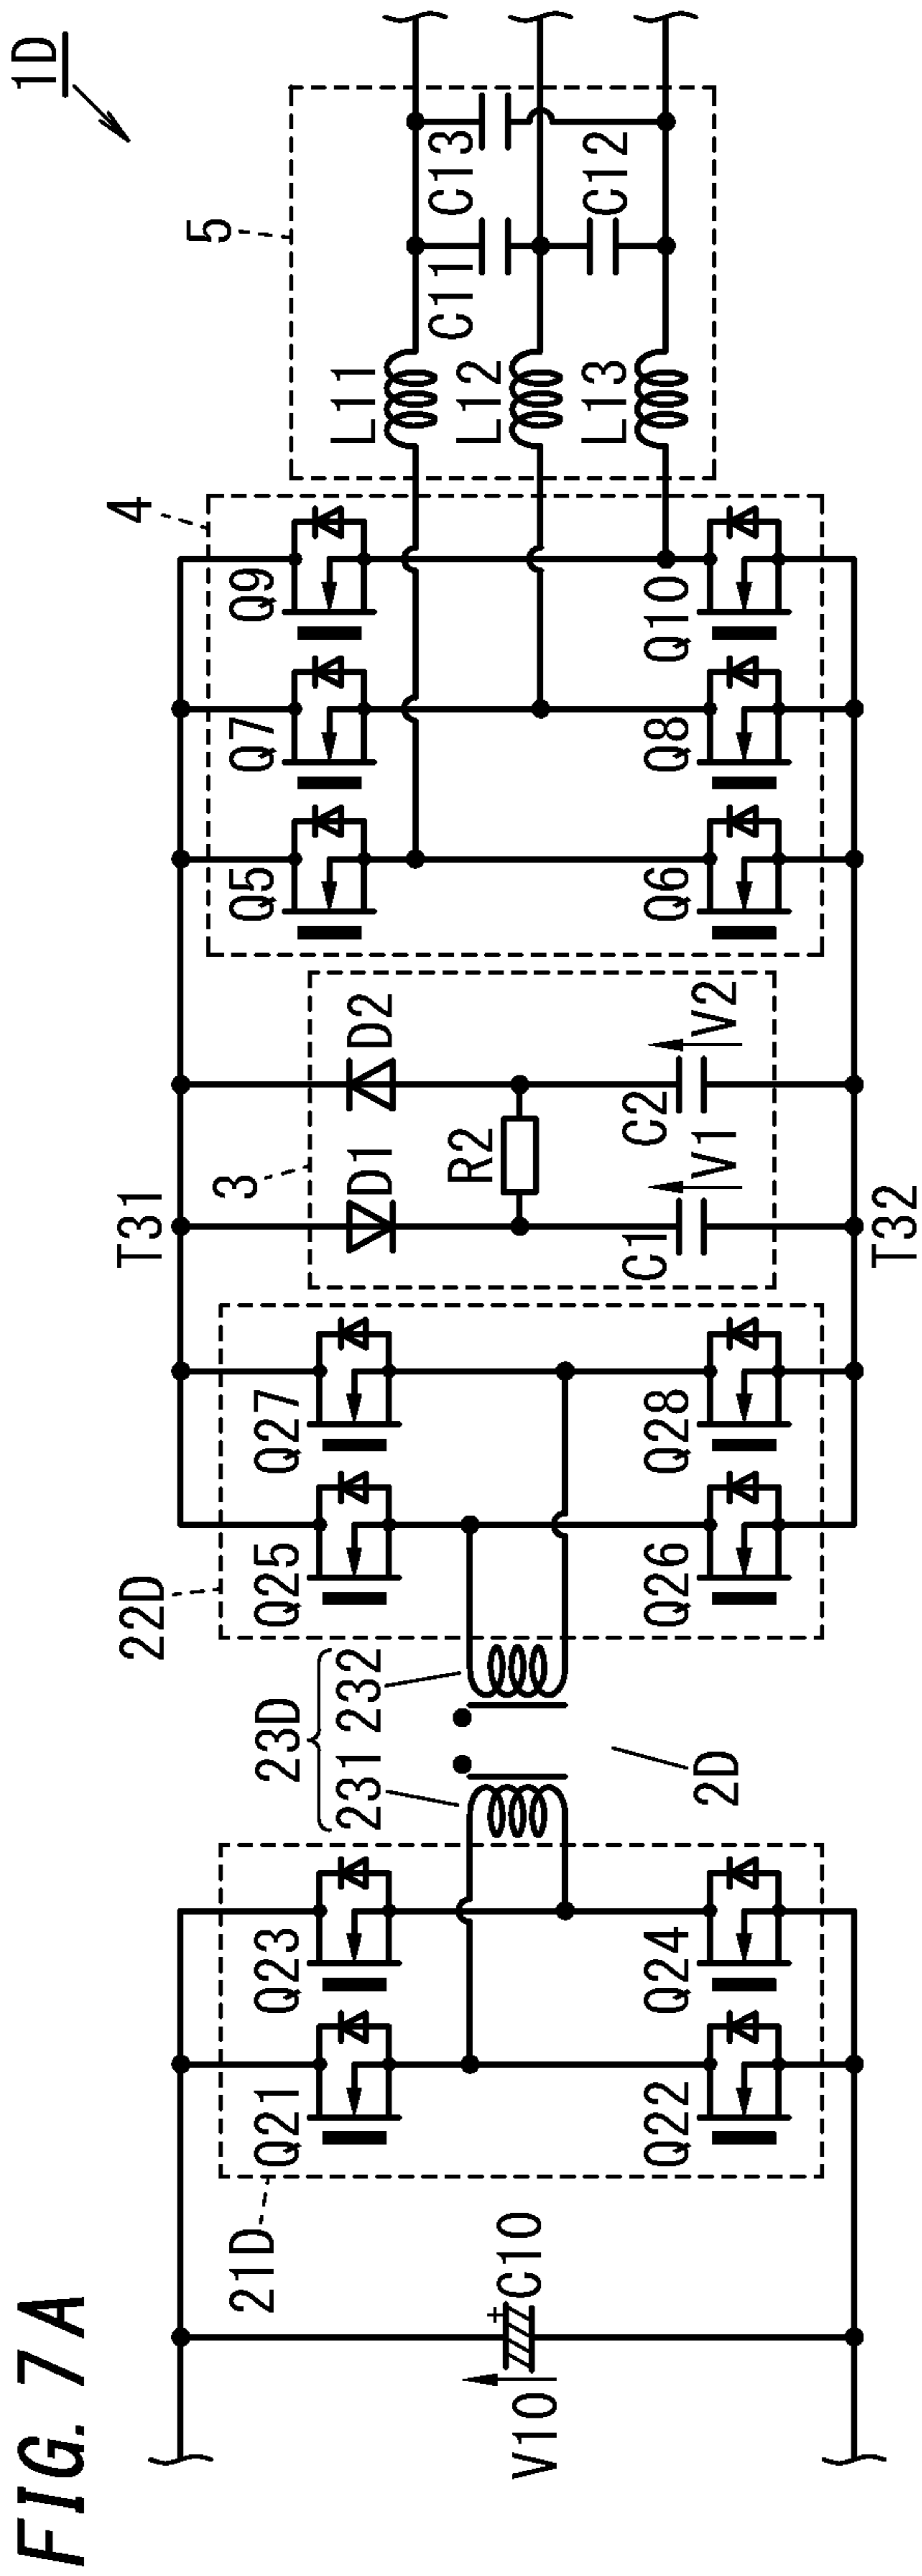 FIG. 7A
1D
V10
C10
21D
Q21
Q23
Q22
Q24
23D
231
232
2D
22D
Q25
Q27
Q26
Q28
T31
T32
3
D1
D2
R2
C1
V1
C2
V2
4
Q5
Q7
Q9
Q6
Q8
Q10
5
L11
L12
L13
C11
C13
C12
+